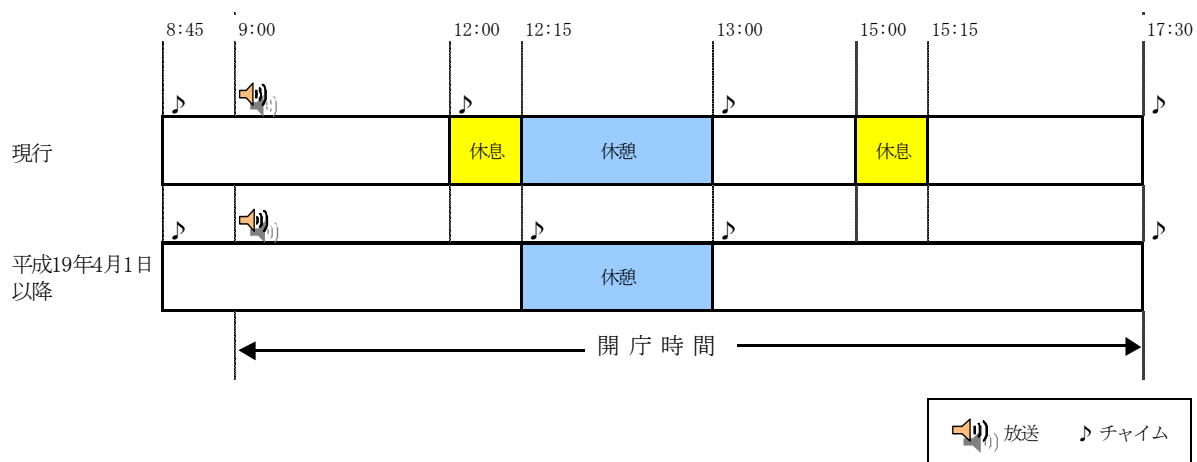 8:45 9:00 12:00 12:15 13:00 15:00 15:15 17:30
♪ ♪ ♪ ♪
現行 休息 休憩 休息
♪ ♪ ♪ ♪
平成19年4月1日
以降
休憩
開庁時間
放送 ♪チャイム